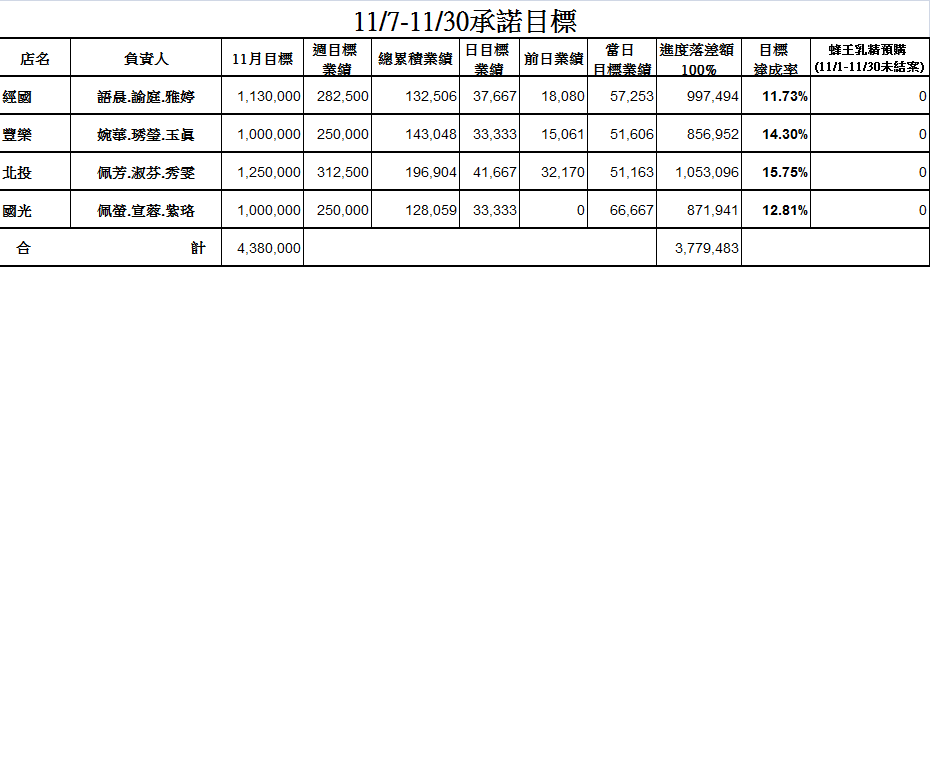 11/7-11/30承諾目標
店名 負責人 11月目標 週目標業績 總累積業績 日目標業績 前日業績 當日目標業績 進度落差額100% 目標達成率 蜂王乳精預購(11/1-11/30未結案)
經國 語晨.諭庭.雅婷 1,130,000 282,500 132,506 37,667 18,080 57,253 997,494 11.73% 0
豐樂 婉華.琇瑩.玉眞 1,000,000 250,000 143,048 33,333 15,061 51,606 856,952 14.30% 0
北投 佩芳.淑芬.秀雯 1,250,000 312,500 196,904 41,667 32,170 51,163 1,053,096 15.75% 0
國光 佩螢.宣蓉.紫珞 1,000,000 250,000 128,059 33,333 0 66,667 871,941 12.81% 0
合 計 4,380,000 3,779,483